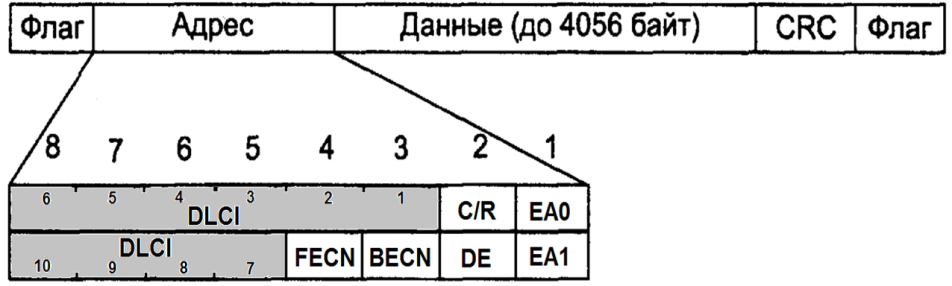 Флаг Адрес Данные (до 4056 байт) CRC Флаг
8 7 6 5 4 3 2 1
6 5 4 3 2 1
DLCI C/R EA0
DLCI FECN BECN DE EA1
10 9 8 7